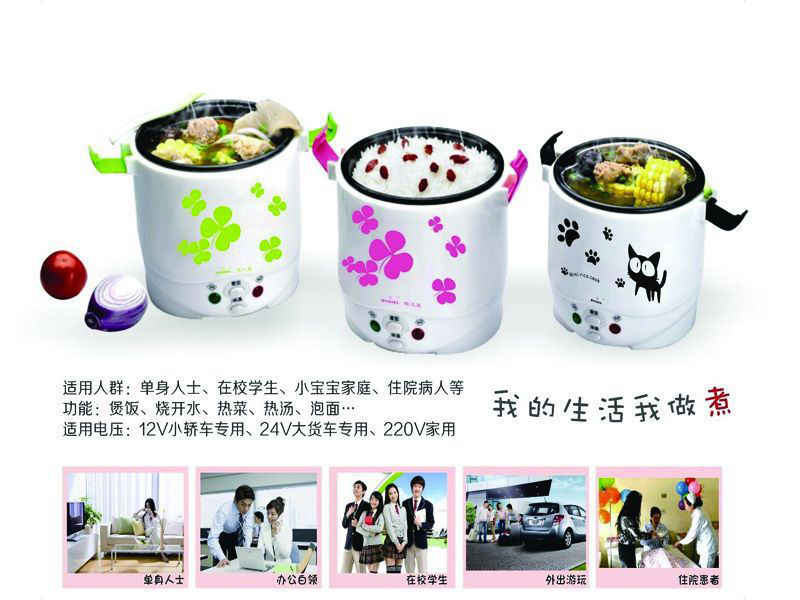 适用人群：单身人士、在校学生、小宝宝家庭、住院病人等
功能：煲饭、烧开水、热菜、热汤、泡面…
适用电压：12V小轿车专用、24V大货车专用、220V家用
我的生活我做煮
单身人士
办公白领
在校学生
外出游玩
住院患者